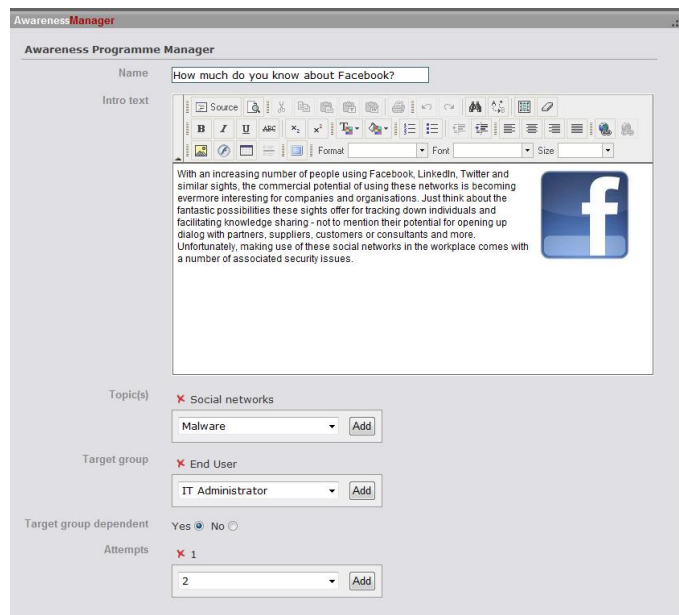 AwarenessManager
Awareness Programme Manager
Name
How much do you know about Facebook?
Intro text
Source
B I U ABC x₂ x²
Format
Font
Size
With an increasing number of people using Facebook, LinkedIn, Twitter and
similar sights, the commercial potential of using these networks is becoming
evermore interesting for companies and organisations. Just think about the
fantastic possibilities these sights offer for tracking down individuals and
facilitating knowledge sharing - not to mention their potential for opening up
dialog with partners, suppliers, customers or consultants and more.
Unfortunately, making use of these social networks in the workplace comes with
a number of associated security issues.
f
Topic(s)
Social networks
Malware
Add
Target group
End User
IT Administrator
Add
Target group dependent
Yes No
Attempts
1
2
Add